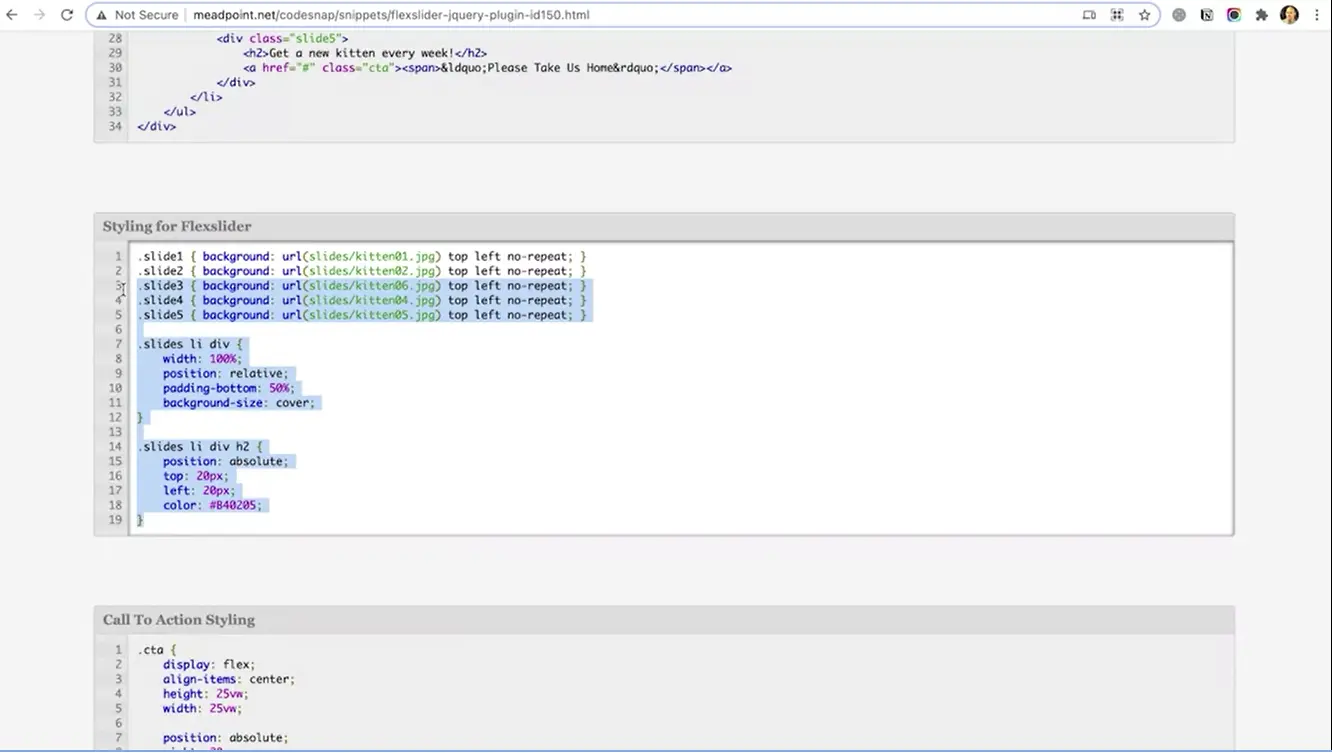 Not Secure | meadpoint.net/codesnap/snippets/flexslider-jquery-plugin-id150.html
28 <div class="slide5">
29 <h2>Get a new kitten every week!</h2>
30 <a href="#" class="cta"><span>&ldquo;Please Take Us Home&rdquo;</span></a>
31 </div>
32 </li>
33 </ul>
34 </div>
Styling for Flexslider
1 .slide1 { background: url(slides/kitten01.jpg) top left no-repeat; }
2 .slide2 { background: url(slides/kitten02.jpg) top left no-repeat; }
3 .slide3 { background: url(slides/kitten06.jpg) top left no-repeat; }
4 .slide4 { background: url(slides/kitten04.jpg) top left no-repeat; }
5 .slide5 { background: url(slides/kitten05.jpg) top left no-repeat; }
6
7 .slides li div {
8 width: 100%;
9 position: relative;
10 padding-bottom: 50%;
11 background-size: cover;
12 }
13
14 .slides li div h2 {
15 position: absolute;
16 top: 20px;
17 left: 20px;
18 color: #B40205;
19 }
Call To Action Styling
1 .cta {
2 display: flex;
3 align-items: center;
4 height: 25vw;
5 width: 25vw;
6
7 position: absolute;